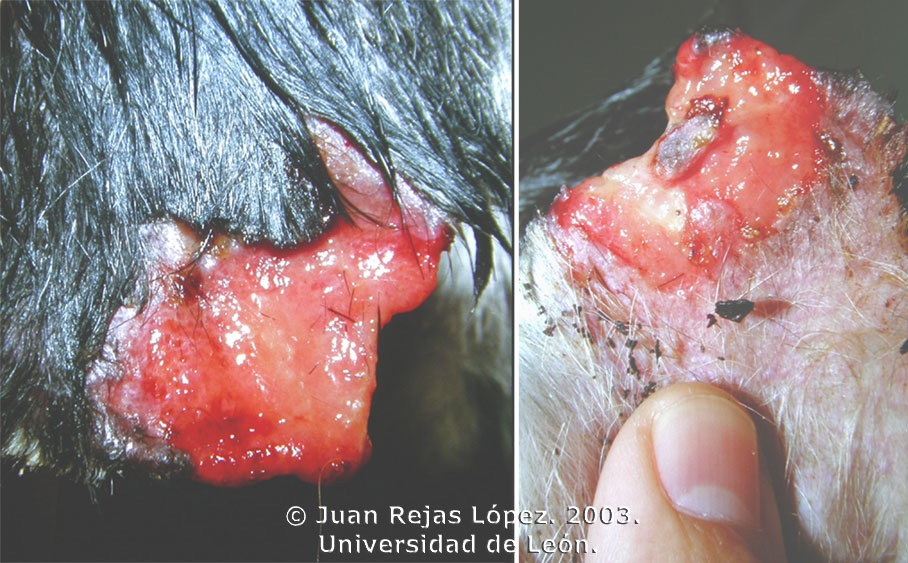 © Juan Rejas López. 2003.
Universidad de León.